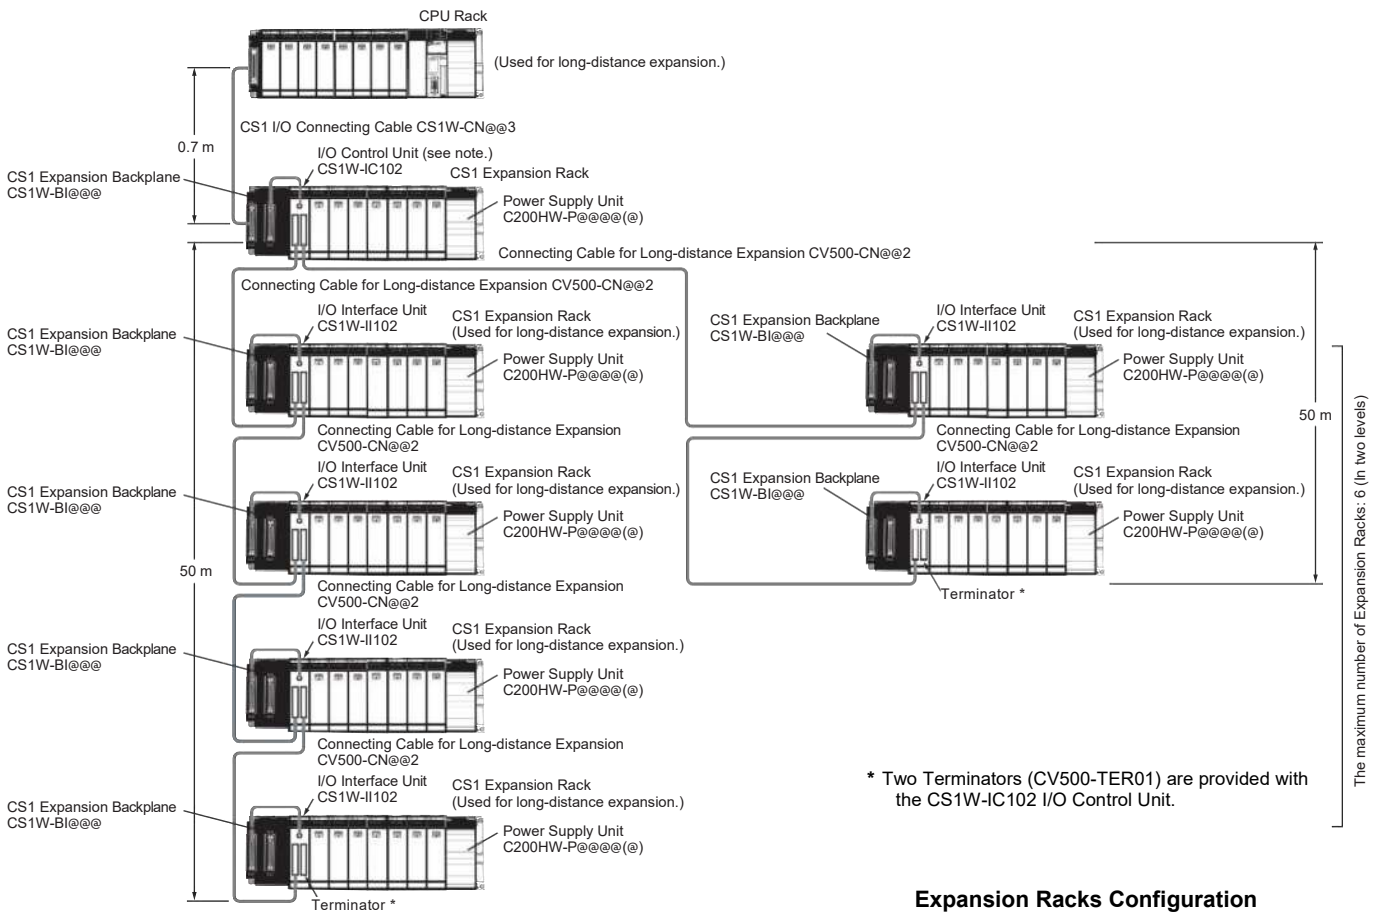 CPU Rack
(Used for long-distance expansion.)
CS1 I/O Connecting Cable CS1W-CN@@3
0.7 m
I/O Control Unit (see note.)
CS1W-IC102
CS1 Expansion Rack
CS1 Expansion Backplane
CS1W-BI@@@
Power Supply Unit
C200HW-P@@@@(@)
Connecting Cable for Long-distance Expansion CV500-CN@@2
Connecting Cable for Long-distance Expansion CV500-CN@@2
I/O Interface Unit
CS1W-II102
CS1 Expansion Rack
(Used for long-distance expansion.)
CS1 Expansion Backplane
CS1W-BI@@@
Power Supply Unit
C200HW-P@@@@(@)
CS1 Expansion Backplane
CS1W-BI@@@
I/O Interface Unit
CS1W-II102
CS1 Expansion Rack
(Used for long-distance expansion.)
Power Supply Unit
C200HW-P@@@@(@)
50 m
Connecting Cable for Long-distance Expansion
CV500-CN@@2
I/O Interface Unit
CS1W-II102
CS1 Expansion Rack
(Used for long-distance expansion.)
CS1 Expansion Backplane
CS1W-BI@@@
Power Supply Unit
C200HW-P@@@@(@)
Connecting Cable for Long-distance Expansion
CV500-CN@@2
CS1 Expansion Backplane
CS1W-BI@@@
I/O Interface Unit
CS1W-II102
CS1 Expansion Rack
(Used for long-distance expansion.)
Power Supply Unit
C200HW-P@@@@(@)
Terminator *
50 m
Connecting Cable for Long-distance Expansion
CV500-CN@@2
I/O Interface Unit
CS1W-II102
CS1 Expansion Rack
(Used for long-distance expansion.)
CS1 Expansion Backplane
CS1W-BI@@@
Power Supply Unit
C200HW-P@@@@(@)
Connecting Cable for Long-distance Expansion
CV500-CN@@2
I/O Interface Unit
CS1W-II102
CS1 Expansion Rack
(Used for long-distance expansion.)
CS1 Expansion Backplane
CS1W-BI@@@
Power Supply Unit
C200HW-P@@@@(@)
Terminator *
The maximum number of Expansion Racks: 6 (In two levels)
* Two Terminators (CV500-TER01) are provided with
the CS1W-IC102 I/O Control Unit.
Expansion Racks Configuration